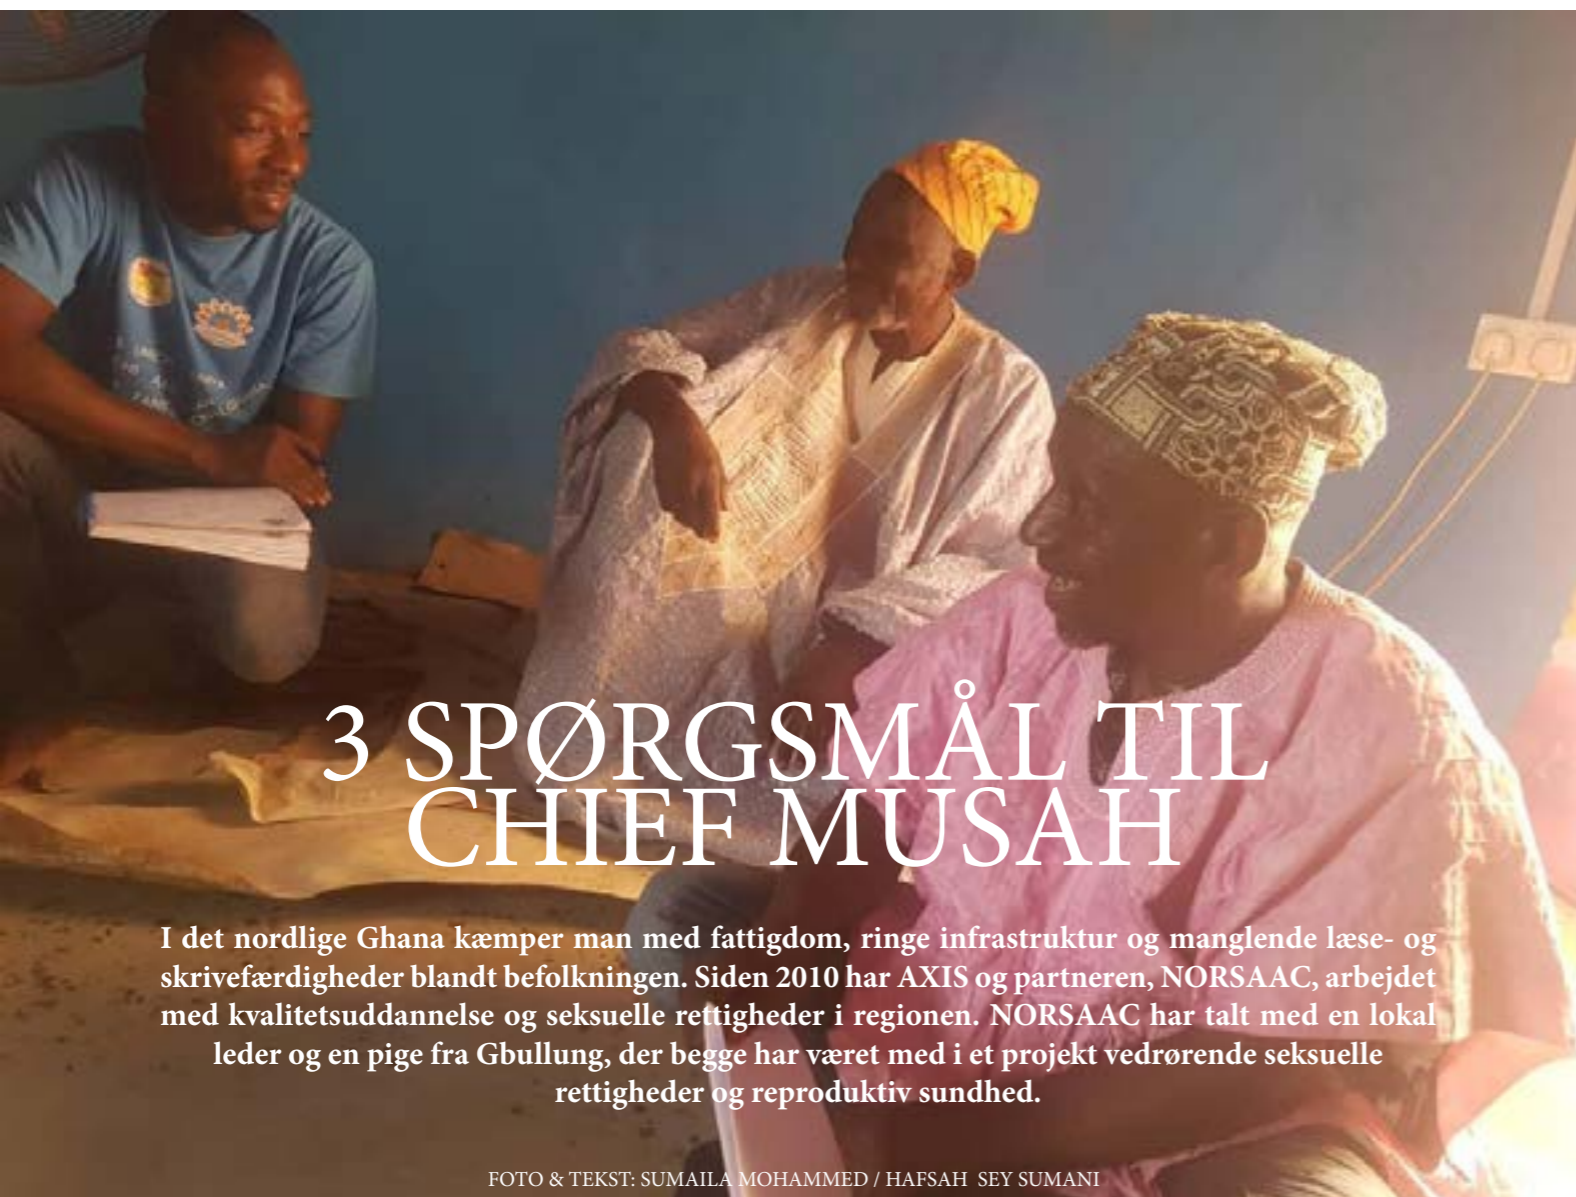 3 SPØRGSMÅL TIL
CHIEF MUSAH
I det nordlige Ghana kæmper man med fattigdom, ringe infrastruktur og manglende læse- og
skrivefærdigheder blandt befolkningen. Siden 2010 har AXIS og partneren, NORSAAC, arbejdet
med kvalitetsuddannelse og seksuelle rettigheder i regionen. NORSAAC har talt med en lokal
leder og en pige fra Gbullung, der begge har været med i et projekt vedrørende seksuelle
rettigheder og reproduktiv sundhed.
FOTO & TEKST: SUMAILA MOHAMMED / HAFSAH SEY SUMANI